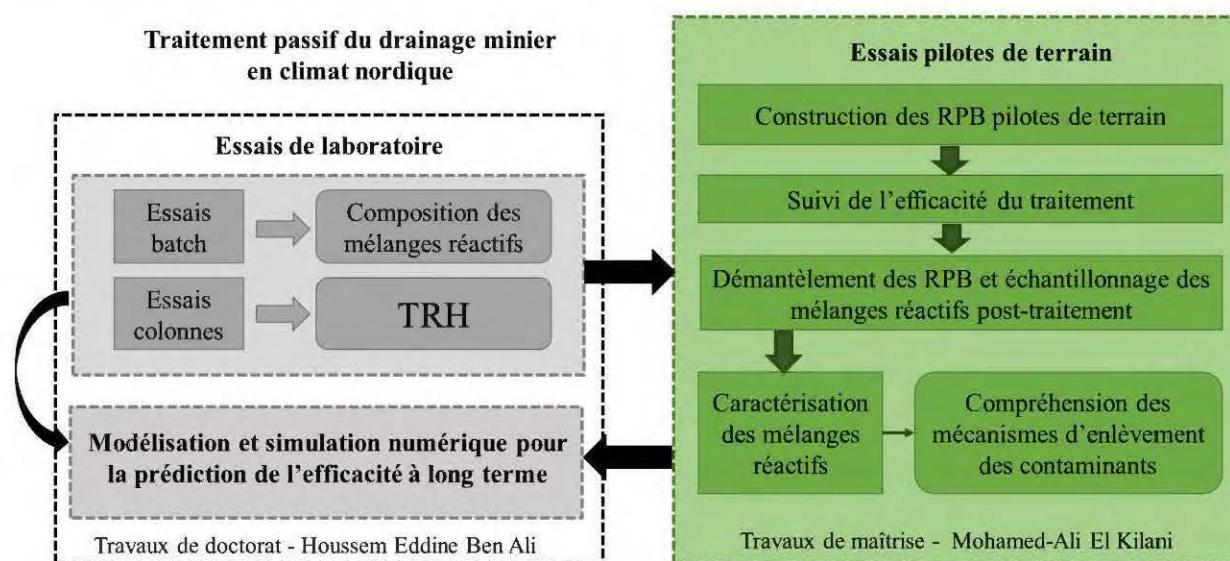 Traitement passif du drainage minier
en climat nordique
Essais de laboratoire
Essais
batch
Composition des
mélanges réactifs
Essais
colonnes
TRH
Modélisation et simulation numérique pour
la prédiction de l'efficacité à long terme
Travaux de doctorat - Houssem Eddine Ben Ali
Essais pilotes de terrain
Construction des RPB pilotes de terrain
Suivi de l'efficacité du traitement
Démantèlement des RPB et échantillonnage des
mélanges réactifs post-traitement
Caractérisation
des mélanges
réactifs
Compréhension des
mécanismes d'enlèvement
des contaminants
Travaux de maîtrise - Mohamed-Ali El Kilani